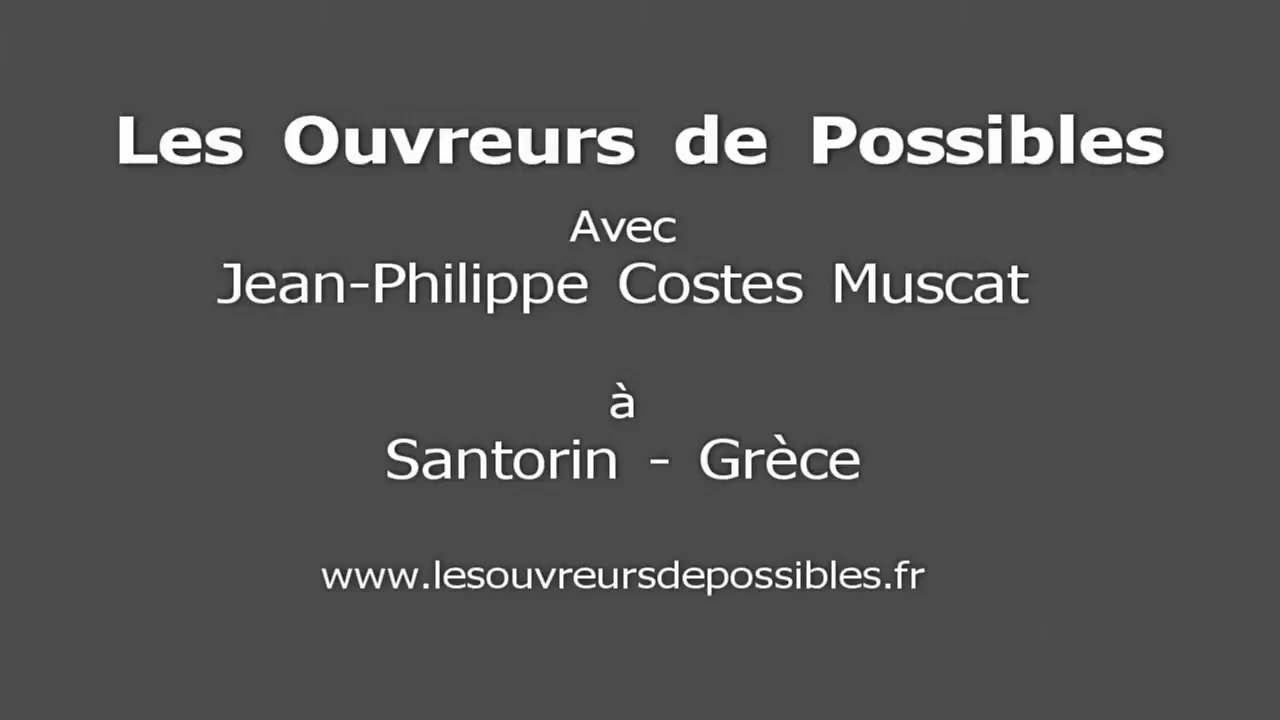 Les Ouvreurs de Possibles
Avec
Jean-Philippe Costes Muscat
à
Santorin - Grèce
www.lesouvreursdepossibles.fr